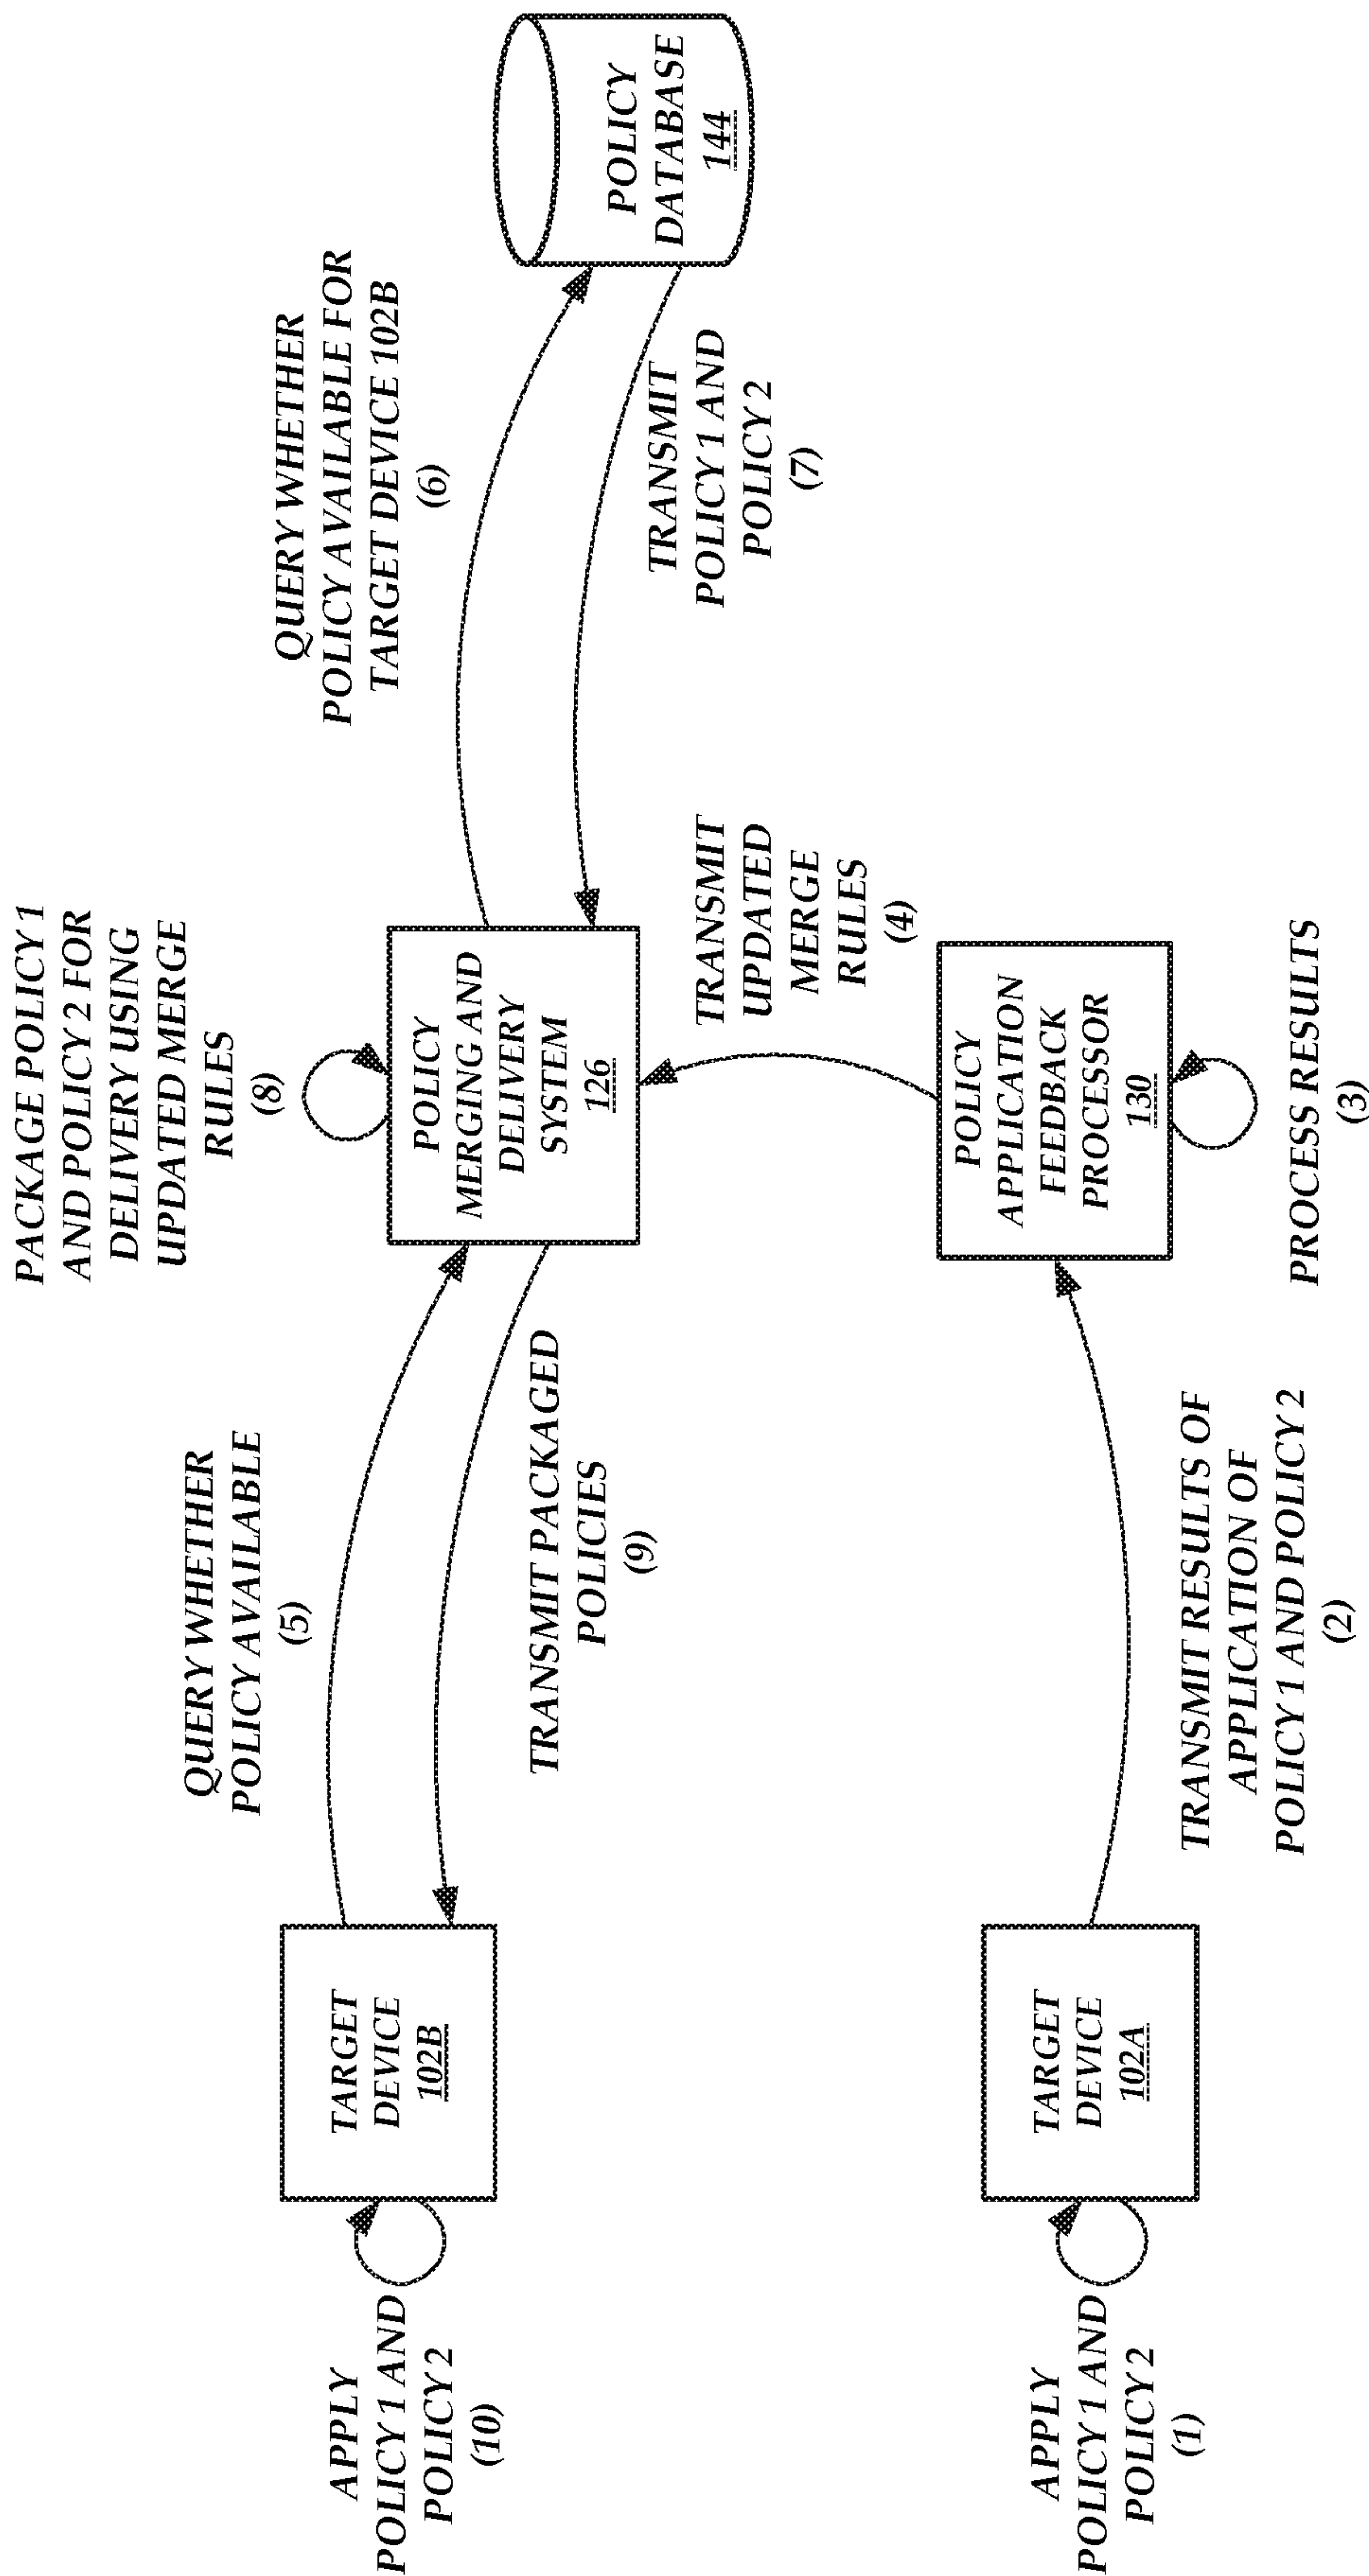 PACKAGE POLICY 1
AND POLICY 2 FOR
DELIVERY USING
UPDATED MERGE
RULES
(8)
QUERY WHETHER
POLICY AVAILABLE
(5)
QUERY WHETHER
POLICY AVAILABLE FOR
TARGET DEVICE 102B
(6)
APPLY
POLICY 1 AND
POLICY 2
(10)
TARGET
DEVICE
102B
POLICY
MERGING AND
DELIVERY
SYSTEM
126
POLICY
DATABASE
144
TRANSMIT PACKAGED
POLICIES
(9)
TRANSMIT
POLICY 1 AND
POLICY 2
(7)
TRANSMIT
UPDATED
MERGE
RULES
(4)
APPLY
POLICY 1 AND
POLICY 2
(1)
TARGET
DEVICE
102A
POLICY
APPLICATION
FEEDBACK
PROCESSOR
130
TRANSMIT RESULTS OF
APPLICATION OF
POLICY 1 AND POLICY 2
(2)
PROCESS RESULTS
(3)